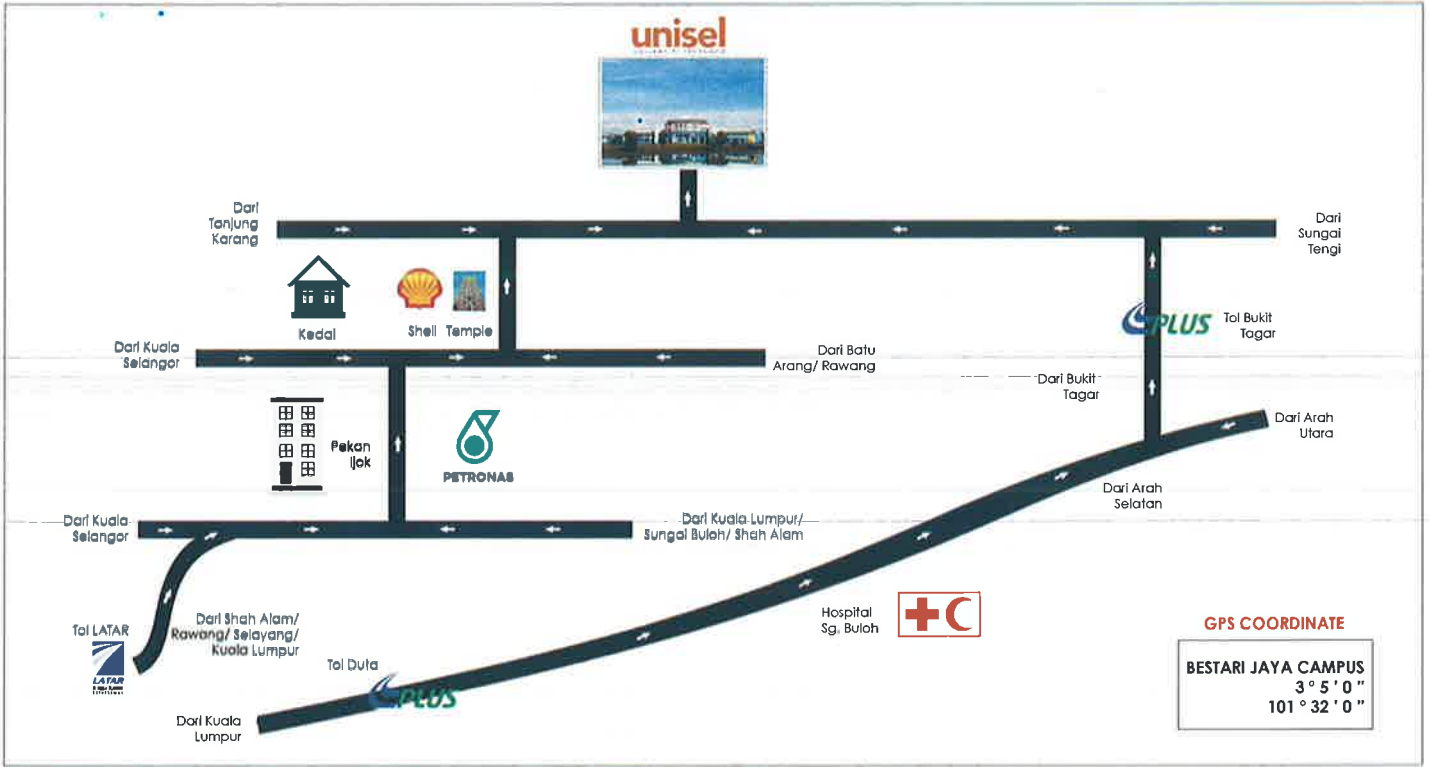 unisel
Dari
Tanjung
Karang
Dari
Sungai
Tengi
Kedai
Shell
Temple
PLUS
Tol Bukit
Tagar
Dari Kuala
Selangor
Dari Batu
Arang/ Rawang
Dari Bukit
Tagar
Dari Arah
Utara
Pekan
Ijok
PETRONAS
Dari Arah
Selatan
Dari Kuala
Selangor
Dari Kuala Lumpur/
Sungai Buloh/ Shah Alam
Hospital
Sg. Buloh
Dari Shah Alam/
Rawang/ Selayang/
Kuala Lumpur
Tol LATAR
LATAR
Tol Duta
PLUS
Dari Kuala
Lumpur
GPS COORDINATE
BESTARI JAYA CAMPUS
3 ° 5 ' 0 "
101 ° 32 ' 0 "